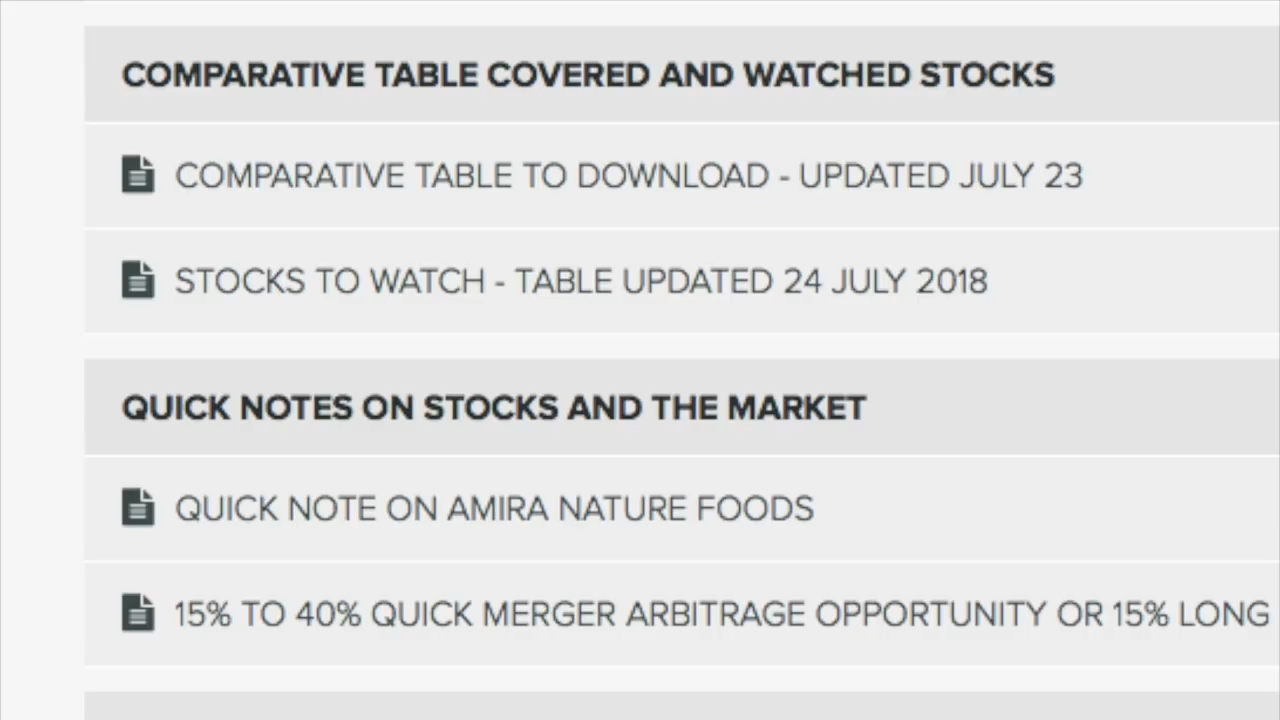 COMPARATIVE TABLE COVERED AND WATCHED STOCKS
COMPARATIVE TABLE TO DOWNLOAD - UPDATED JULY 23
STOCKS TO WATCH - TABLE UPDATED 24 JULY 2018
QUICK NOTES ON STOCKS AND THE MARKET
QUICK NOTE ON AMIRA NATURE FOODS
15% TO 40% QUICK MERGER ARBITRAGE OPPORTUNITY OR 15% LONG